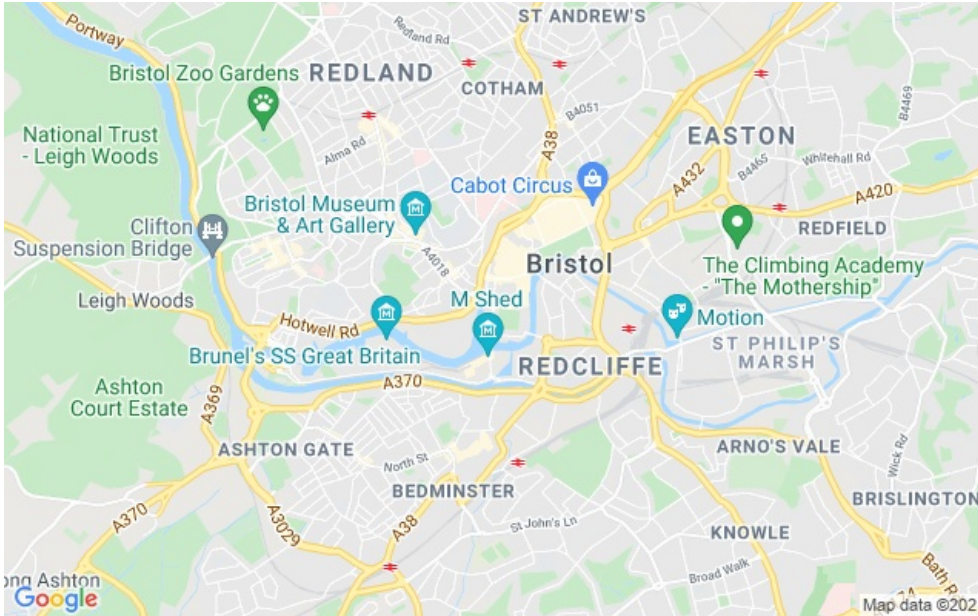 ST ANDREW'S
Portway
Redland Rd
Bristol Zoo Gardens
REDLAND
COTHAM
B4469
B4051
National Trust
- Leigh Woods
Alma Rd
A38
EASTON
B4465
Whitehall Rd
A432
Cabot Circus
A420
Bristol Museum
& Art Gallery
Clifton
Suspension Bridge
REDFIELD
A4018
Bristol
The Climbing Academy
- "The Mothership"
Leigh Woods
M Shed
Hotwell Rd
Motion
Brunel's SS Great Britain
ST PHILIP'S
MARSH
REDCLIFFE
A370
Ashton
Court Estate
A369
ASHTON GATE
ARNO'S VALE
North St
Wick Rd
BEDMINSTER
BRISLINGTON
A370
A3029
A38
St John's Ln
KNOWLE
Broad Walk
Bath R
ong Ashton
Google
Map data ©202